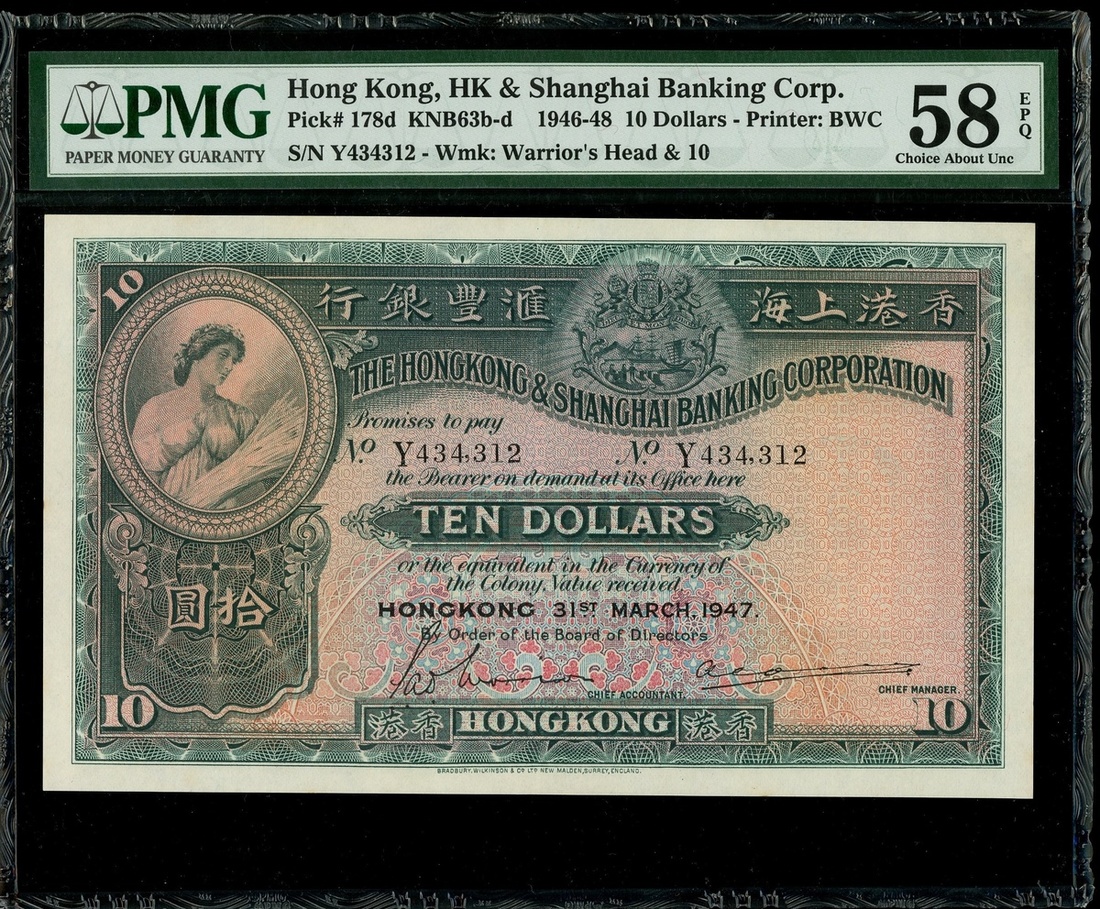 PMG
PAPER MONEY GUARANTY
Hong Kong, HK & Shanghai Banking Corp.
Pick# 178d KNB63b-d 1946-48 10 Dollars - Printer: BWC
S/N Y434312 - Wmk: Warrior's Head & 10
58 EPQ
Choice About Unc
10
行銀豐滙 海上港香
THE HONGKONG & SHANGHAI BANKING CORPORATION
Promises to pay
No. Y434,312 No. Y434,312
the Bearer on demand at its Office here
TEN DOLLARS
or the equivalent in the Currency of
the Colony, Value received
圓拾
HONGKONG 31ST MARCH, 1947.
By Order of the Board of Directors
CHIEF ACCOUNTANT.
CHIEF MANAGER.
10 港香 HONGKONG 港香 10
BRADBURY, WILKINSON & CO LTD NEW MALDEN, SURREY, ENGLAND.